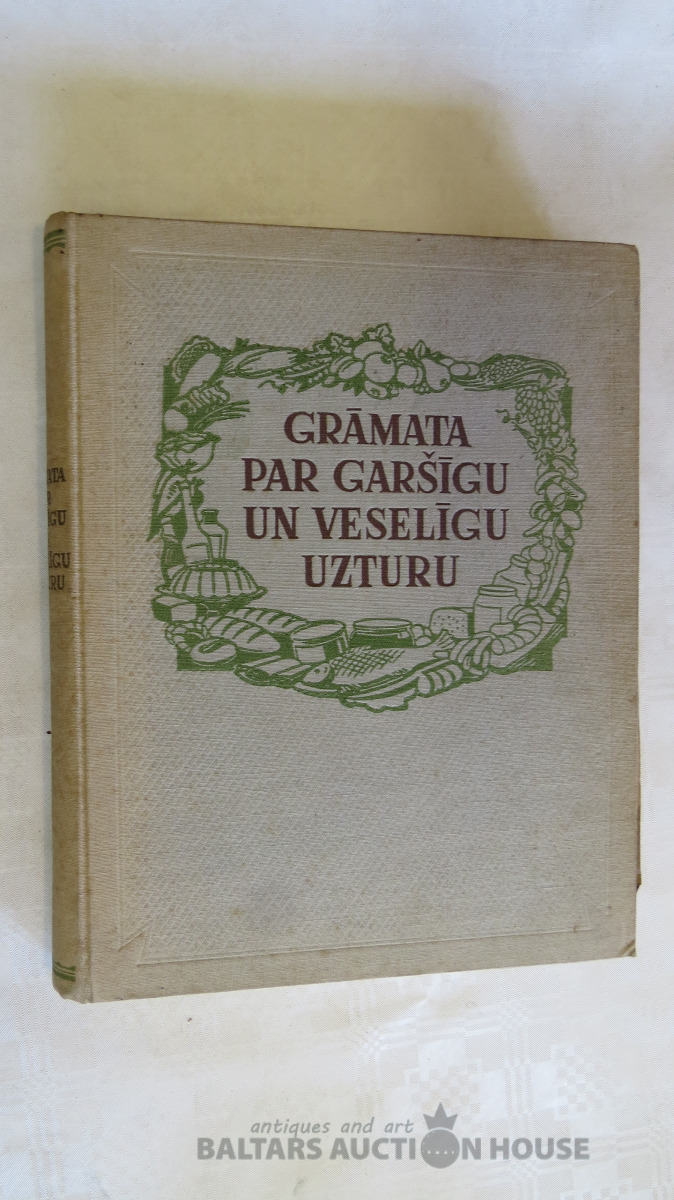 GRĀMATA
PAR GARŠĪGU
UN VESELĪGU
UZTURU
antiques and art
BALTARS AUCTION HOUSE